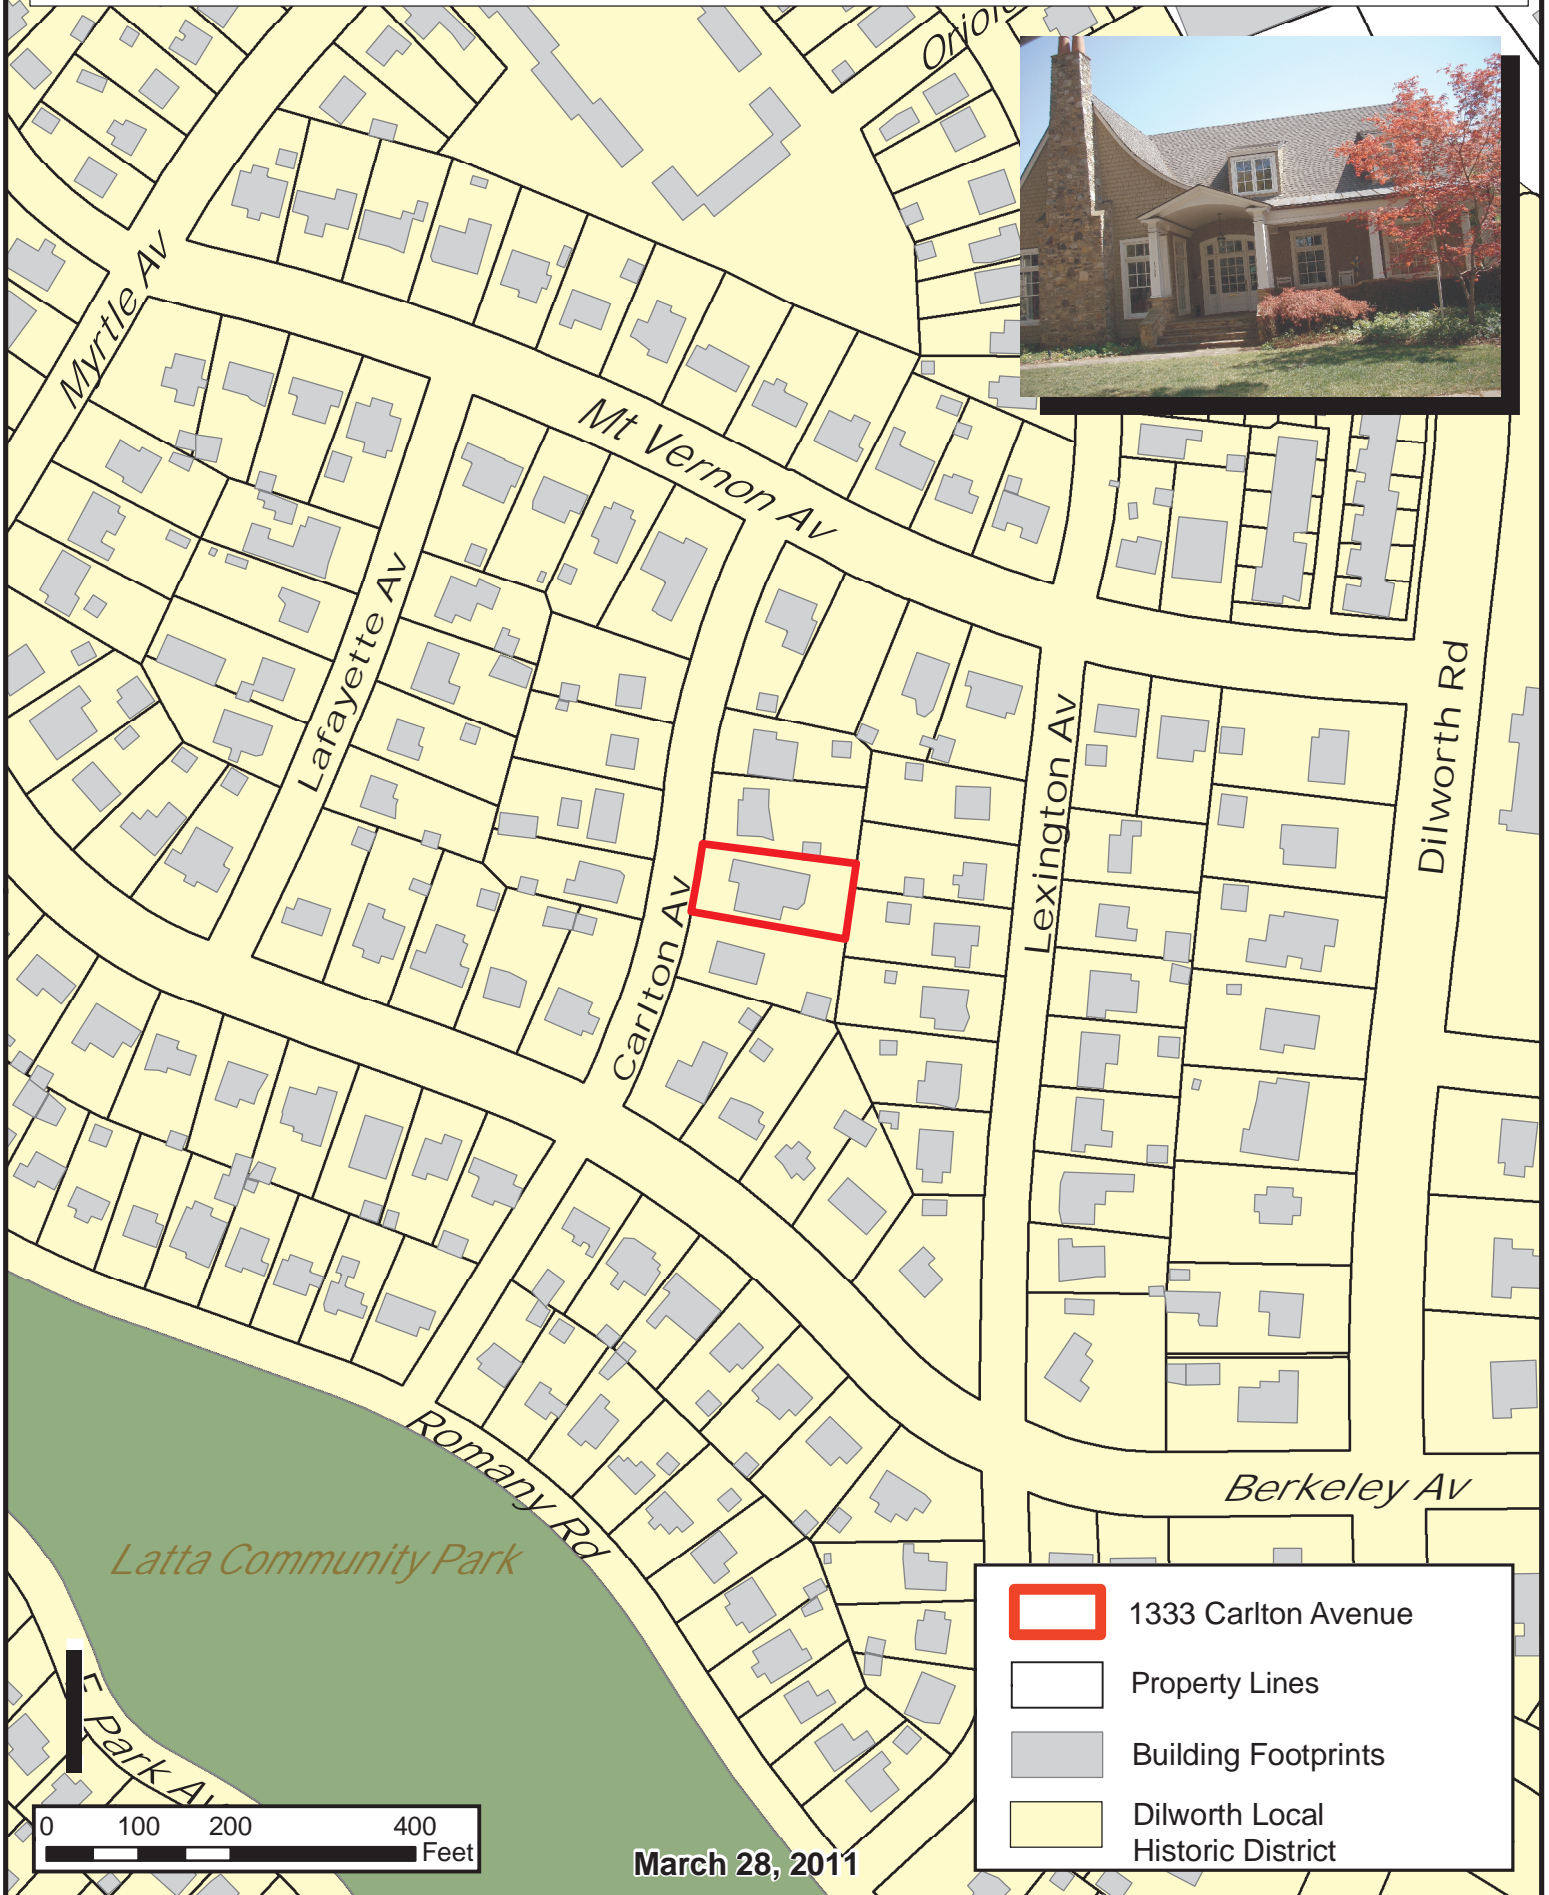 Myrtle Av
Mt Vernon Av
Lafayette Av
Carlton Av
Lexington Av
Dilworth Rd
Romany Rd
Berkeley Av
Latta Community Park
E Park Av
1333 Carlton Avenue
Property Lines
Building Footprints
Dilworth Local
Historic District
0 100 200 400
Feet
March 28, 2011